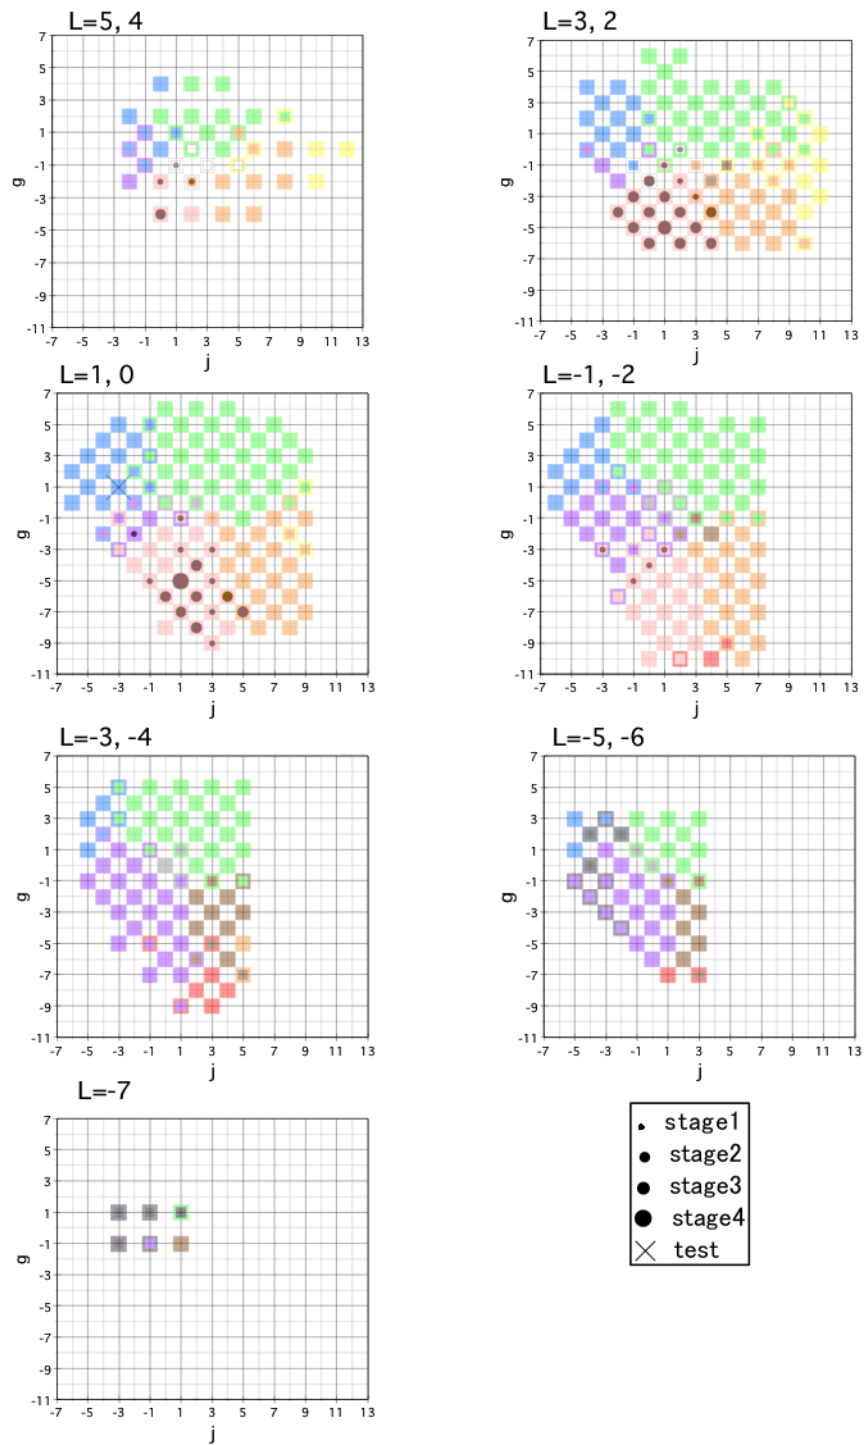 L=5, 4
7
5
3
1
-1
-3
-5
-7
-9
-11
g
-7 -5 -3 -1 1 3 5 7 9 11 13
j
L=3, 2
7
5
3
1
-1
-3
-5
-7
-9
-11
g
-7 -5 -3 -1 1 3 5 7 9 11 13
j
L=1, 0
7
5
3
1
-1
-3
-5
-7
-9
-11
g
-7 -5 -3 -1 1 3 5 7 9 11 13
j
L=-1, -2
7
5
3
1
-1
-3
-5
-7
-9
-11
g
-7 -5 -3 -1 1 3 5 7 9 11 13
j
L=-3, -4
7
5
3
1
-1
-3
-5
-7
-9
-11
g
-7 -5 -3 -1 1 3 5 7 9 11 13
j
L=-5, -6
7
5
3
1
-1
-3
-5
-7
-9
-11
g
-7 -5 -3 -1 1 3 5 7 9 11 13
j
L=-7
7
5
3
1
-1
-3
-5
-7
-9
-11
g
-7 -5 -3 -1 1 3 5 7 9 11 13
j
stage1
stage2
stage3
stage4
test